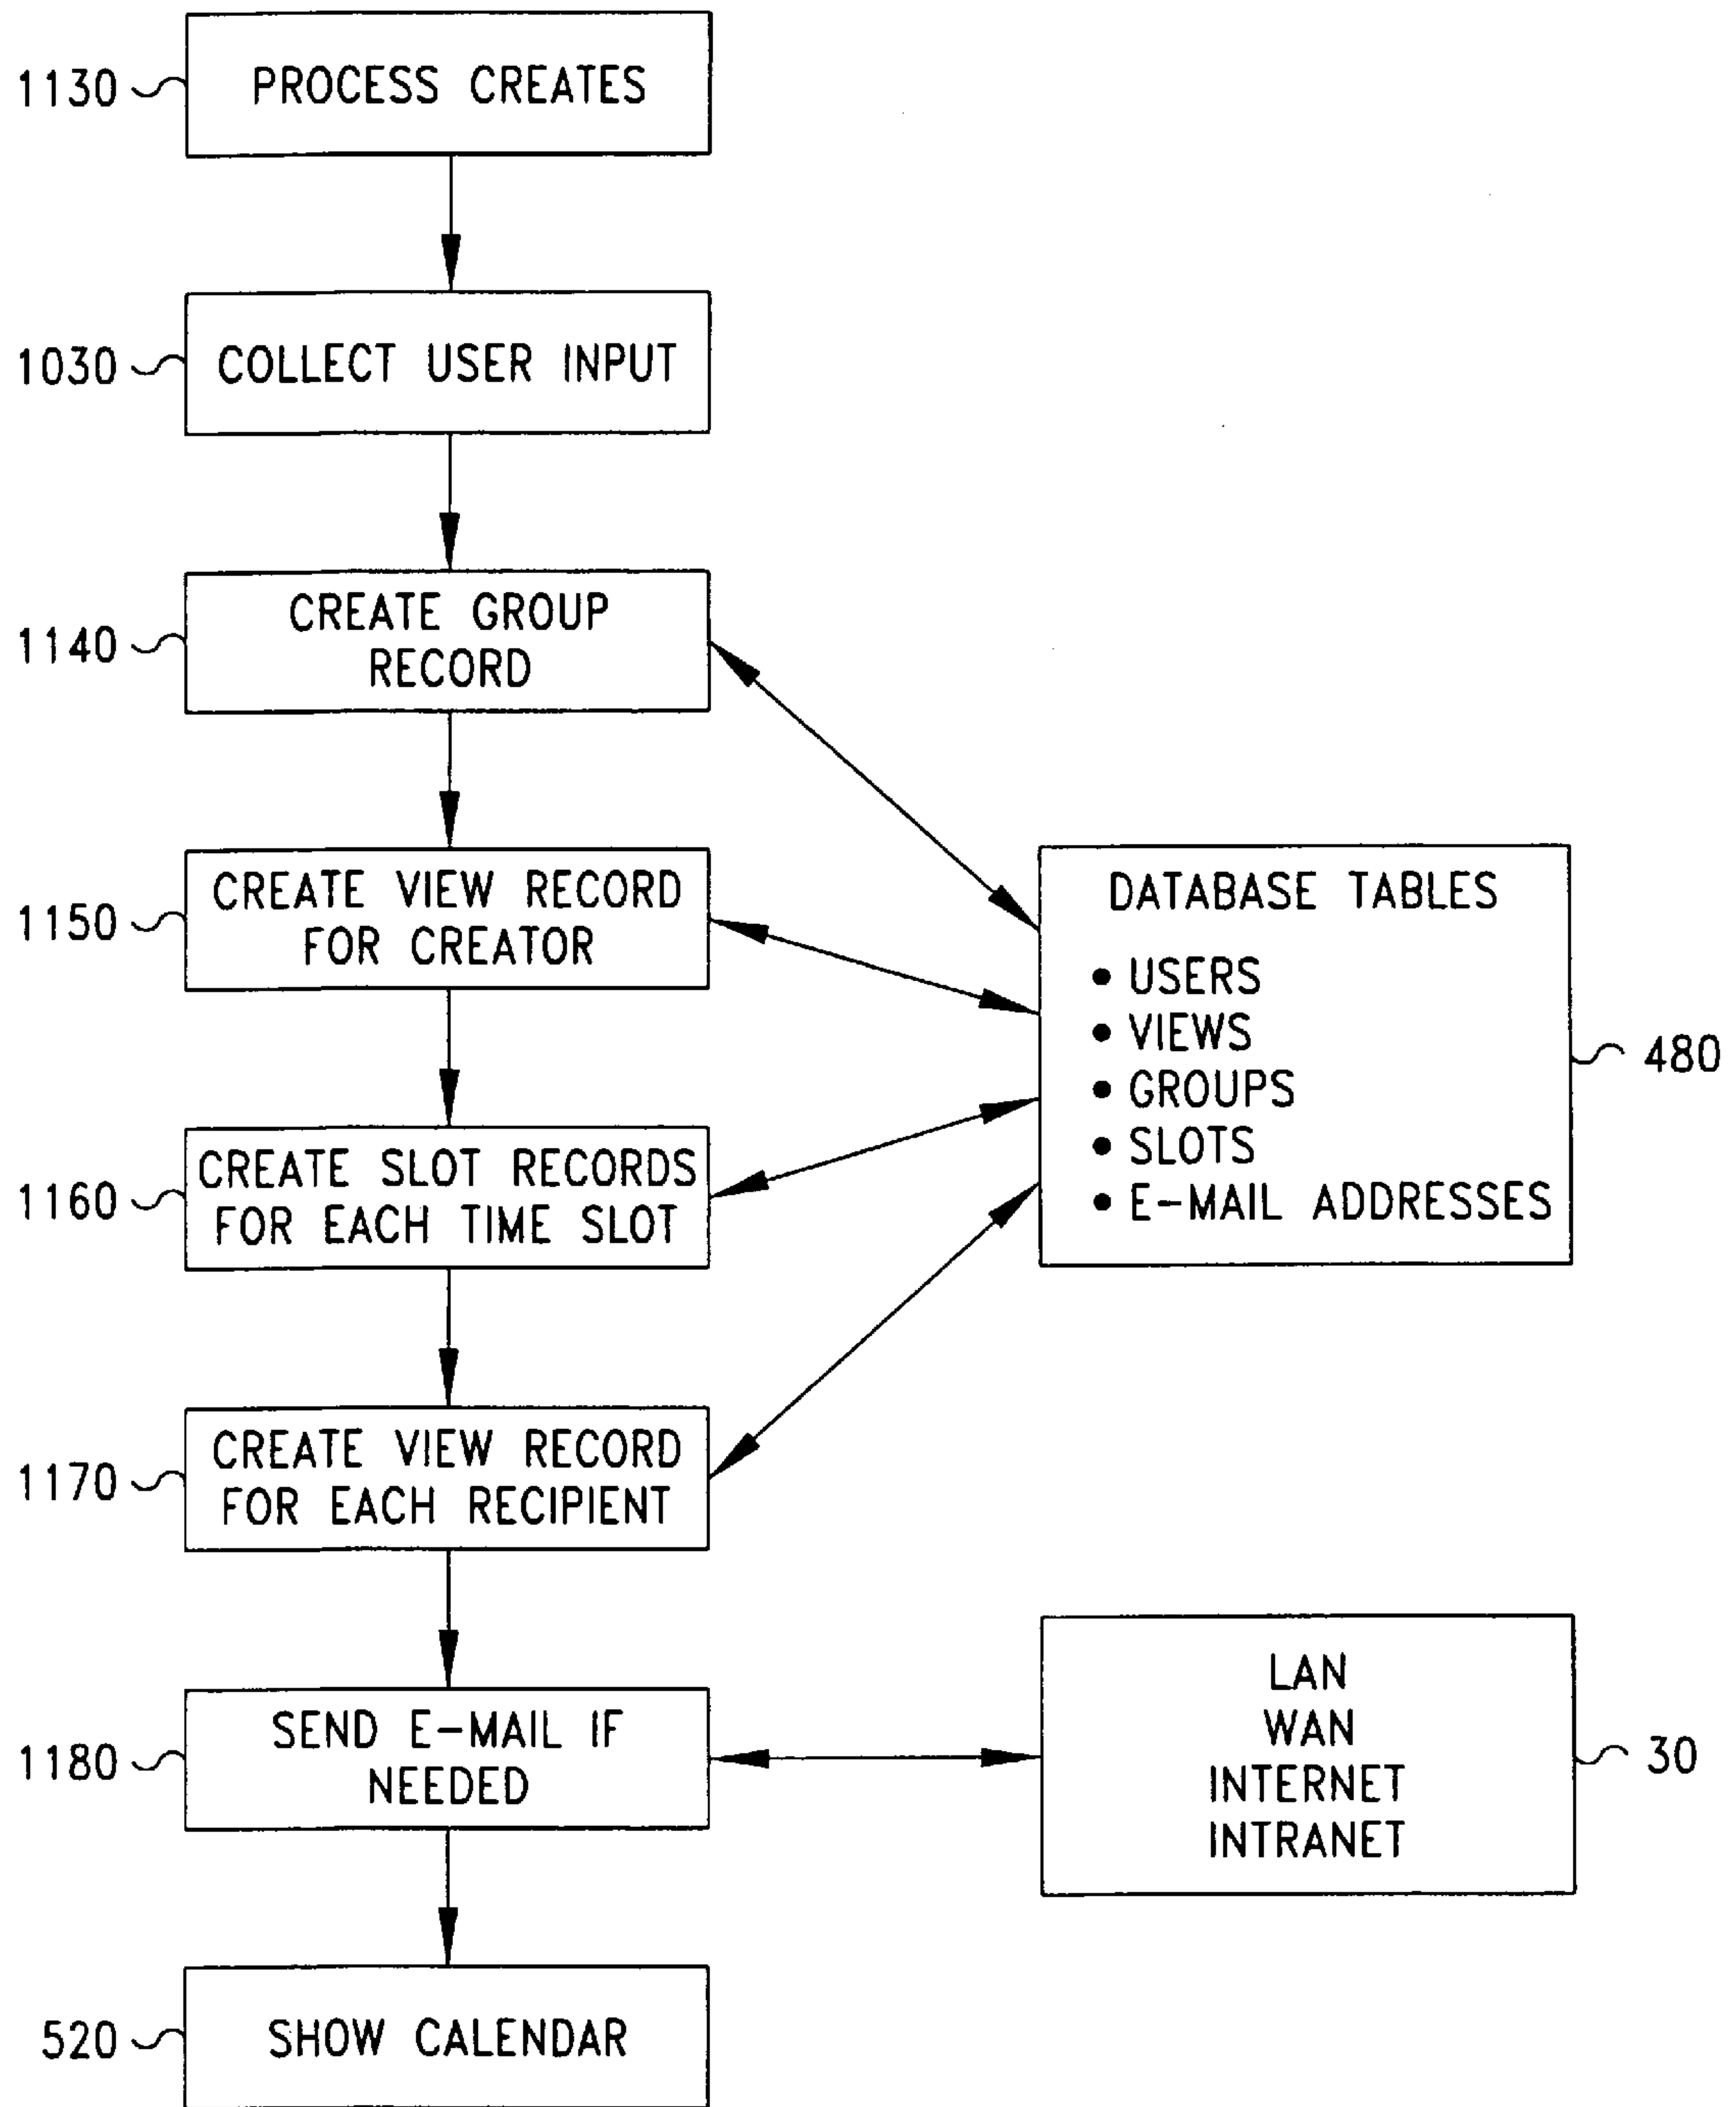 1130
PROCESS CREATES
1030
COLLECT USER INPUT
1140
CREATE GROUP
RECORD
1150
CREATE VIEW RECORD
FOR CREATOR
1160
CREATE SLOT RECORDS
FOR EACH TIME SLOT
1170
CREATE VIEW RECORD
FOR EACH RECIPIENT
1180
SEND E-MAIL IF
NEEDED
520
SHOW CALENDAR
DATABASE TABLES
• USERS
• VIEWS
• GROUPS
• SLOTS
• E-MAIL ADDRESSES
480
LAN
WAN
INTERNET
INTRANET
30